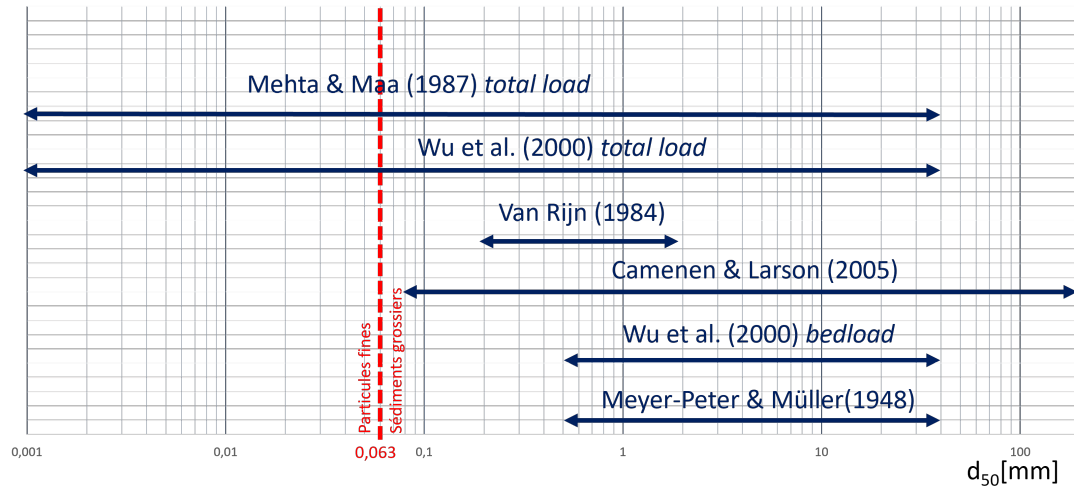 Mehta & Maa (1987) total load
Wu et al. (2000) total load
Van Rijn (1984)
Camenen & Larson (2005)
Wu et al. (2000) bedload
Meyer-Peter & Müller(1948)
Particules fines
Sédiments grossiers
0,001
0,01
0,063
0,1
1
10
100
d50[mm]